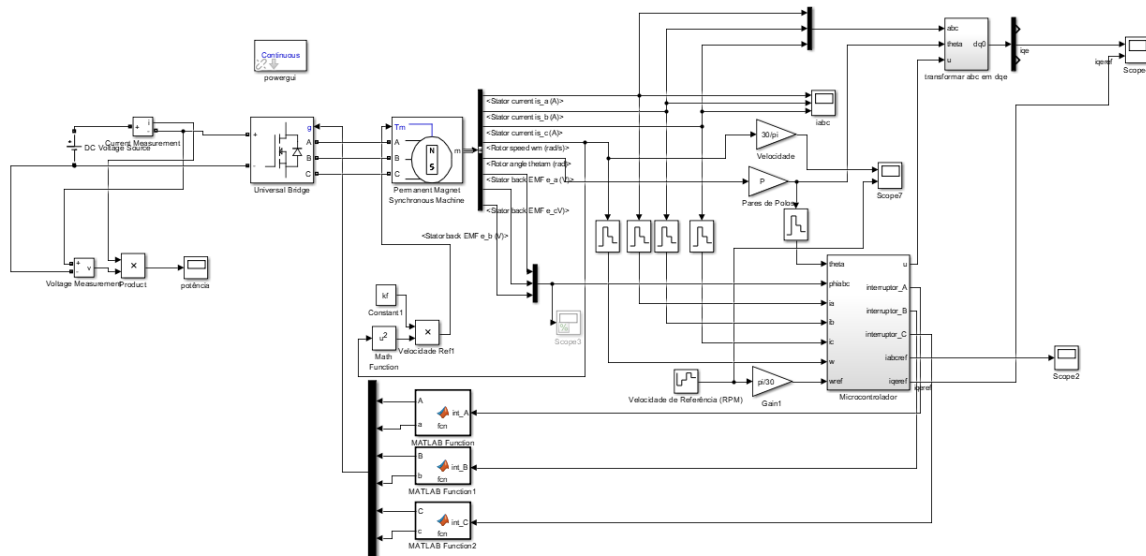 Continuous
powergui
abc
theta
u
dq0
transformar abc em dqe
iqe
iqeref
Scope
<Stator current is_a (A)>
<Stator current is_b (A)>
<Stator current is_c (A)>
<Rotor speed wm (rad/s)>
<Rotor angle thetam (rad)>
<Stator back EMF e_a (V)>
<Stator back EMF e_cV)>
<Stator back EMF e_b (V)>
iabc
30/pi
Velocidade
P
Pares de Polos
Scope7
DC Voltage Source
+
-
i
Current Measurement
+
-
g
A
B
C
Universal Bridge
Tm
A
B
C
N
S
m
Permanent Magnet
Synchronous Machine
+
-
v
Voltage Measurement
×
Product
potência
kf
Constant1
u²
Math
Function
×
Velocidade Ref1
Scope3
theta
phiabc
ia
ib
ic
w
wref
u
interruptor_A
interruptor_B
interruptor_C
iabcref
iqeref
iqeref
Microcontrolador
Scope2
Velocidade de Referência (RPM)
pi/30
Gain1
A
a
int_A
fcn
MATLAB Function
B
b
int_B
fcn
MATLAB Function1
C
c
int_C
fcn
MATLAB Function2